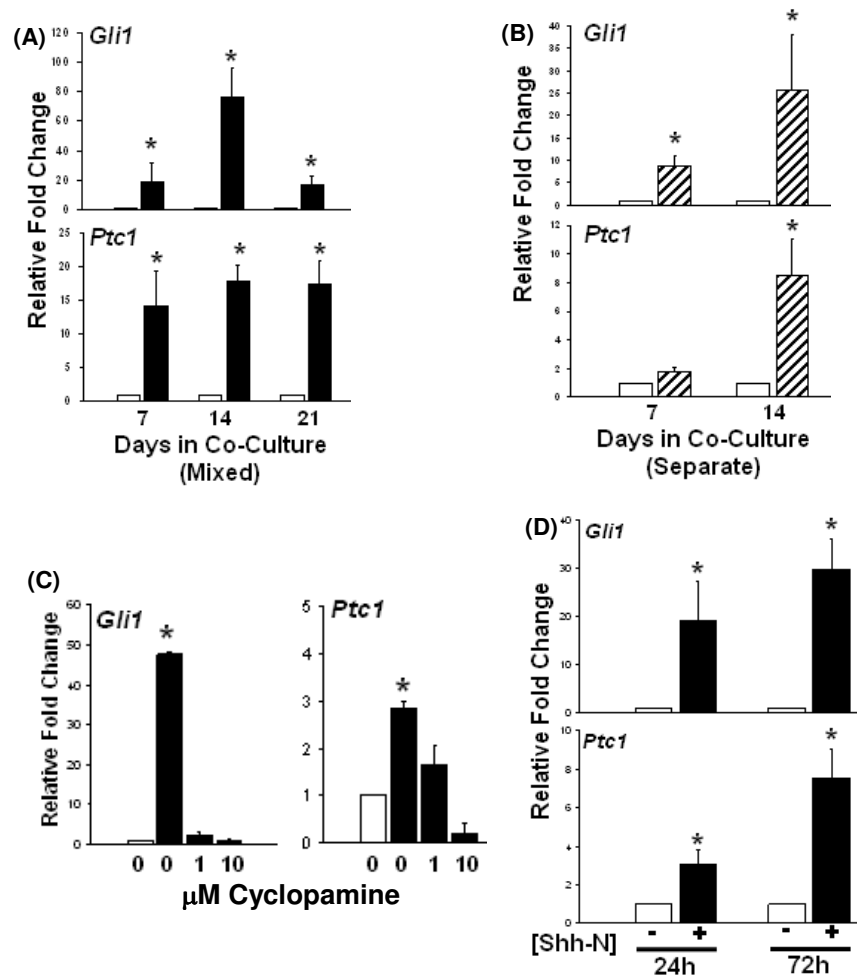 (A)
Gli1
120
100
80
60
40
20
0
* * *
Ptc1
25
20
15
10
5
0
* * *
Relative Fold Change
7 14 21
Days in Co-Culture
(Mixed)
(B)
Gli1
40
35
30
25
20
15
10
5
0
* *
Ptc1
12
10
8
6
4
2
0
*
Relative Fold Change
7 14
Days in Co-Culture
(Separate)
(C)
Gli1
60
50
40
30
20
10
0
*
Relative Fold Change
0 0 1 10
Ptc1
5
4
3
2
1
0
*
0 0 1 10
μM Cyclopamine
(D)
Gli1
40
30
20
10
0
* *
Ptc1
8
6
4
2
0
* *
Relative Fold Change
[Shh-N] - + - +
24h 72h